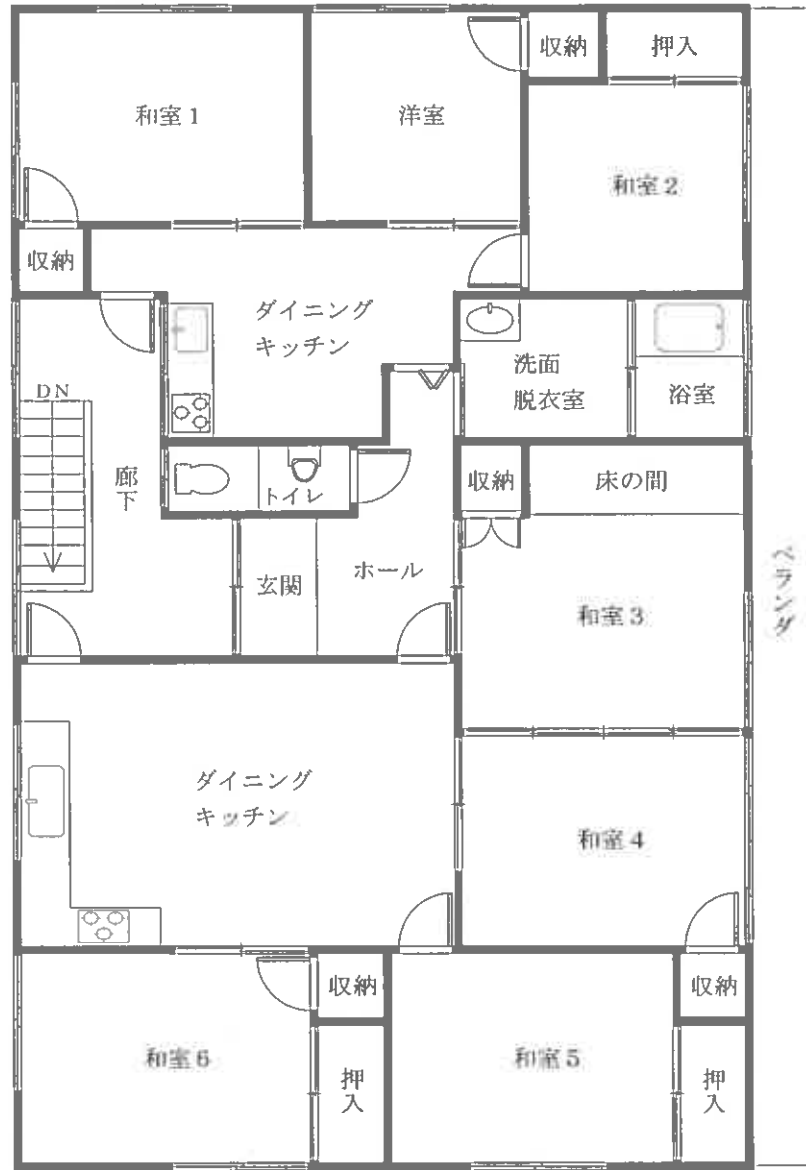 収納
押入
和室1
洋室
和室2
収納
ダイニング
キッチン
洗面
脱衣室
浴室
DN
廊下
トイレ
収納
床の間
玄関
ホール
和室3
ベランダ
ダイニング
キッチン
和室4
収納
収納
和室6
和室5
押入
押入